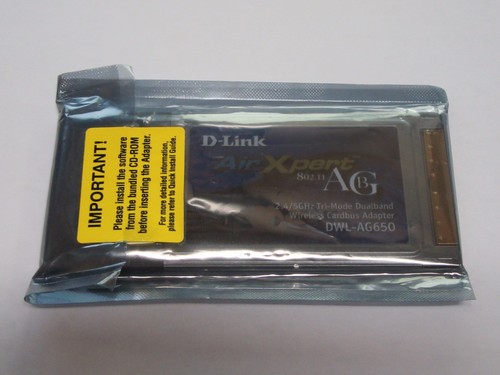 IMPORTANT!
Please install the software
from the bundled CD-ROM
before inserting the Adapter.
For more detailed information,
please refer to Quick Install Guide.
D-Link
AirXpert
802.11 ABG
2.4/5GHz Tri-Mode Dualband
Wireless Cardbus Adapter
DWL-AG650